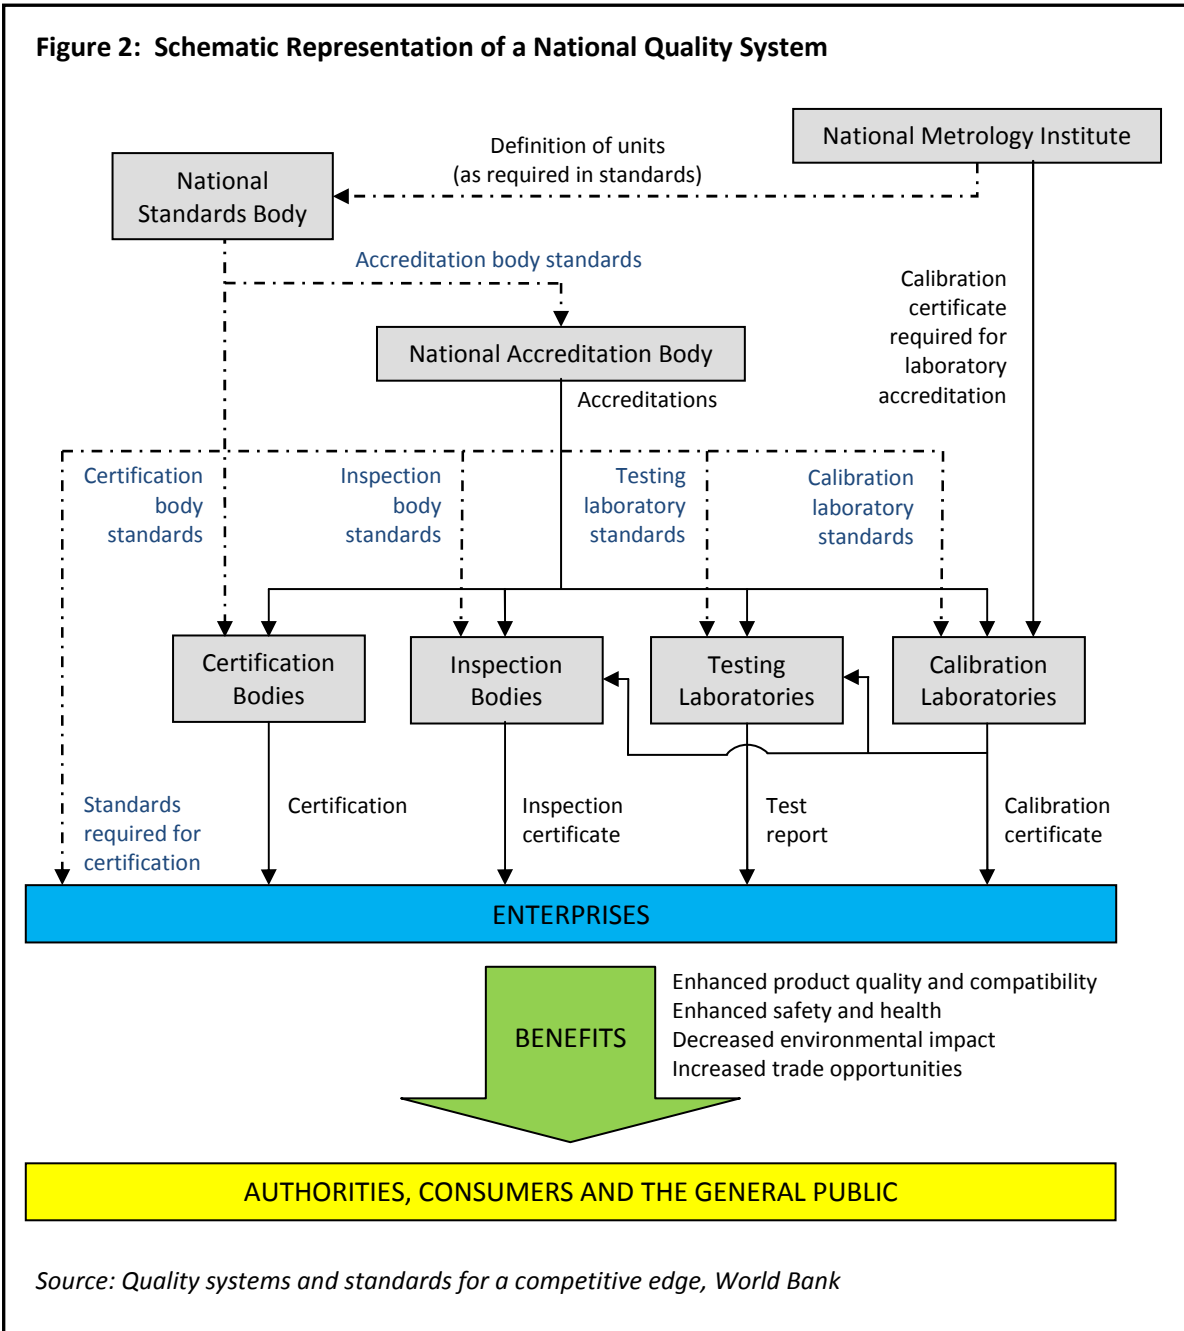 Figure 2:  Schematic Representation of a National Quality System
National Metrology Institute
Definition of units
(as required in standards)
National
Standards Body
Accreditation body standards
Calibration
certificate
required for
laboratory
accreditation
National Accreditation Body
Accreditations
Certification
body
standards
Inspection
body
standards
Testing
laboratory
standards
Calibration
laboratory
standards
Certification
Bodies
Inspection
Bodies
Testing
Laboratories
Calibration
Laboratories
Standards
required for
certification
Certification
Inspection
certificate
Test
report
Calibration
certificate
ENTERPRISES
BENEFITS
Enhanced product quality and compatibility
Enhanced safety and health
Decreased environmental impact
Increased trade opportunities
AUTHORITIES, CONSUMERS AND THE GENERAL PUBLIC
Source: Quality systems and standards for a competitive edge, World Bank